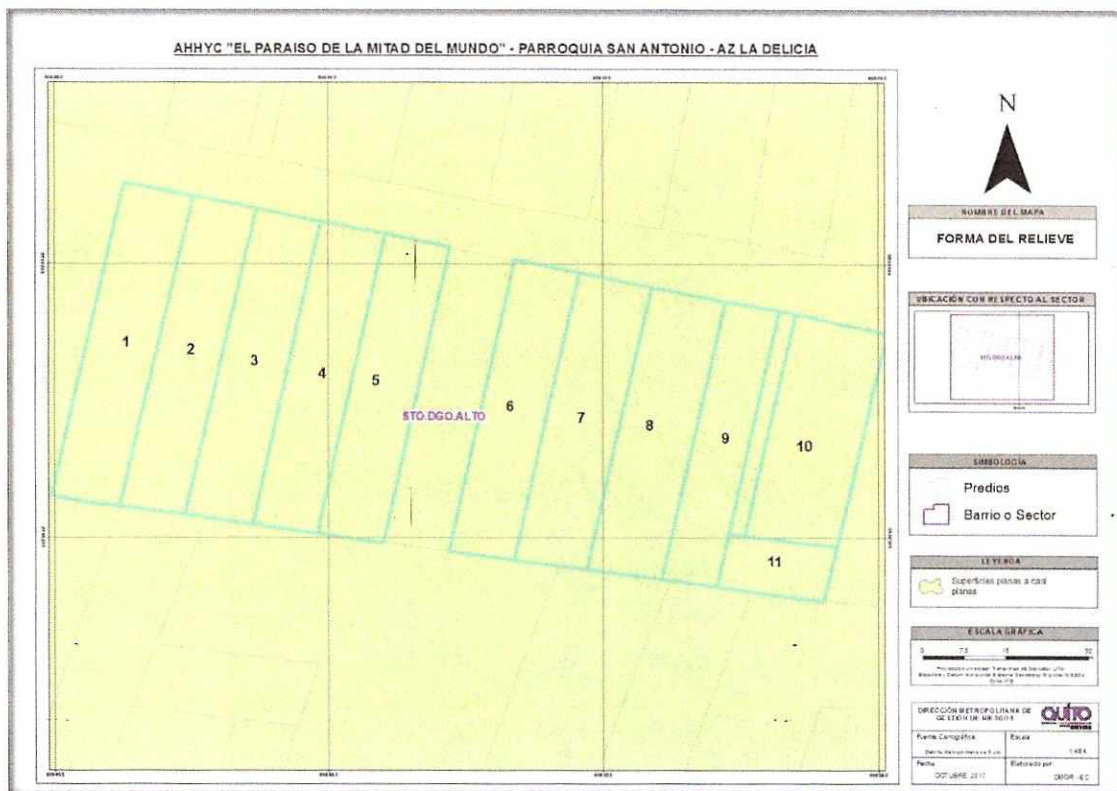 AHHYC "EL PARAISO DE LA MITAD DEL MUNDO" - PARROQUIA SAN ANTONIO - AZ LA DELICIA
N
NOMBRE DEL MAPA
FORMA DEL RELIEVE
UBICACIÓN CON RESPECTO AL SECTOR
1
2
3
4
5
STO.DGO.ALTO
6
7
8
9
10
11
SIMBOLOGÍA
Predios
Barrio o Sector
LEYENDA
Superficies planas a casi
planas
ESCALA GRÁFICA
0 7.5 15 30
DIRECCIÓN METROPOLITANA DE
GESTIÓN DE RIESGOS
QUITO
Fuente Cartográfica:
Escala
Fecha
OCTUBRE, 2017
Elaborado por: